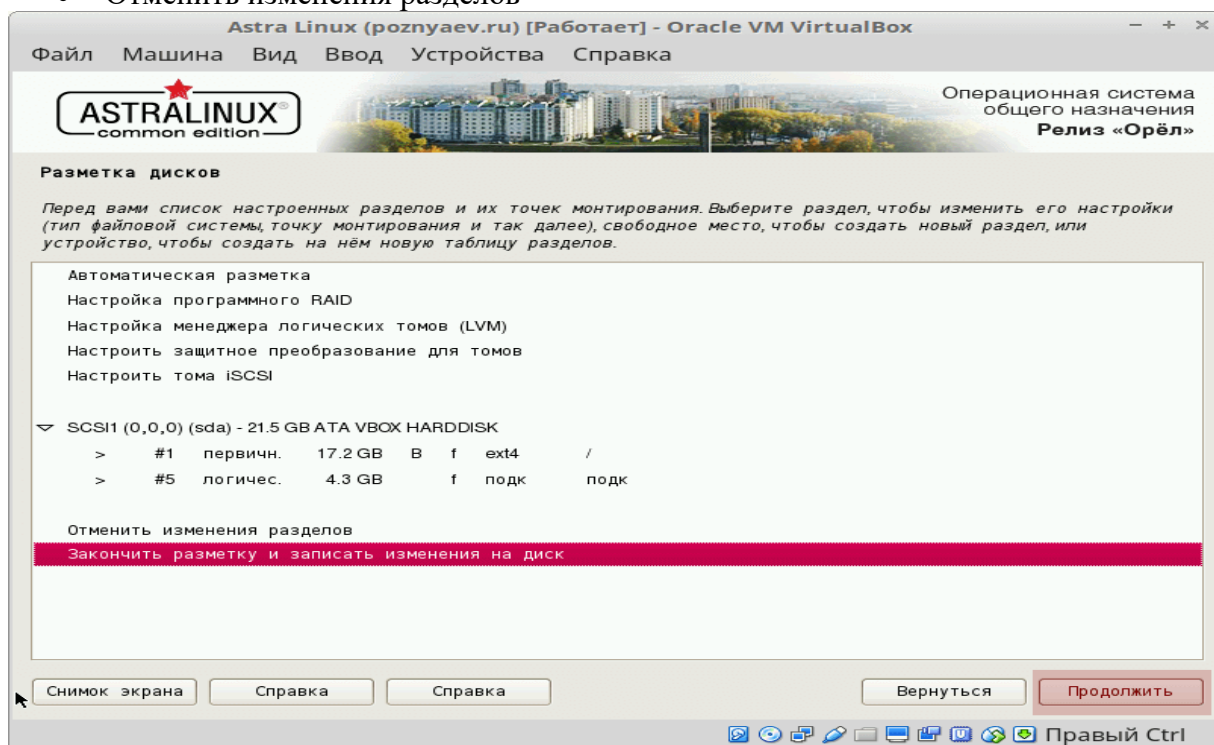 • Отменить изменения разделов
Astra Linux (poznyaev.ru) [Работает] - Oracle VM VirtualBox
Файл Машина Вид Ввод Устройства Справка
ASTRALINUX®
common edition
Операционная система
общего назначения
Релиз «Орёл»
Разметка дисков
Перед вами список настроенных разделов и их точек монтирования. Выберите раздел, чтобы изменить его настройки
(тип файловой системы, точку монтирования и так далее), свободное место, чтобы создать новый раздел, или
устройство, чтобы создать на нём новую таблицу разделов.
Автоматическая разметка
Настройка программного RAID
Настройка менеджера логических томов (LVM)
Настроить защитное преобразование для томов
Настроить тома iSCSI
SCSI1 (0,0,0) (sda) - 21.5 GB ATA VBOX HARDDISK
> #1 первичн. 17.2 GB B f ext4 /
> #5 логичес. 4.3 GB f подк подк
Отменить изменения разделов
Закончить разметку и записать изменения на диск
Снимок экрана Справка Справка Вернуться Продолжить
Правый Ctrl